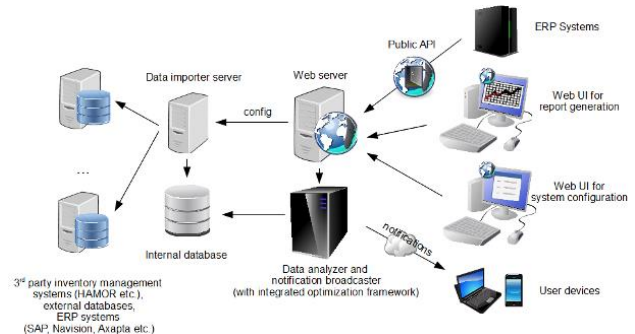 ERP Systems
Public API
Data importer server
Web server
config
Web UI for
report generation
...
Web UI for
system configuration
notifications
Internal database
Data analyzer and
notification broadcaster
(with integrated optimization framework)
User devices
3rd party inventory management
systems (HAMOR etc.),
external databases,
ERP systems
(SAP, Navision, Axapta etc.)